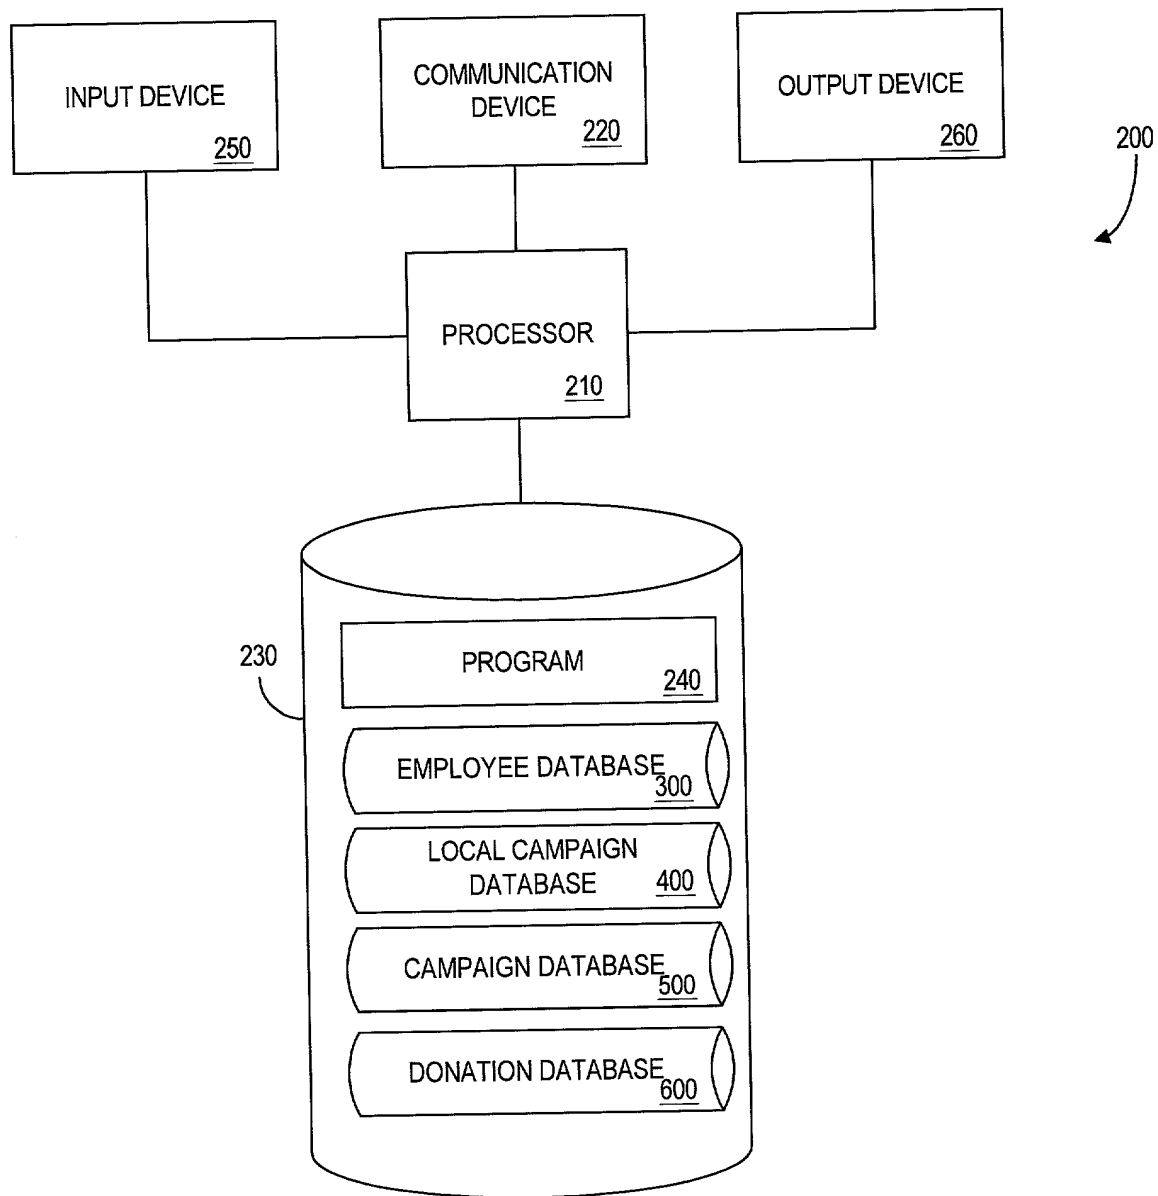 INPUT DEVICE
250
COMMUNICATION
DEVICE
220
OUTPUT DEVICE
260
200
PROCESSOR
210
230
PROGRAM
240
EMPLOYEE DATABASE
300
LOCAL CAMPAIGN
DATABASE
400
CAMPAIGN DATABASE
500
DONATION DATABASE
600